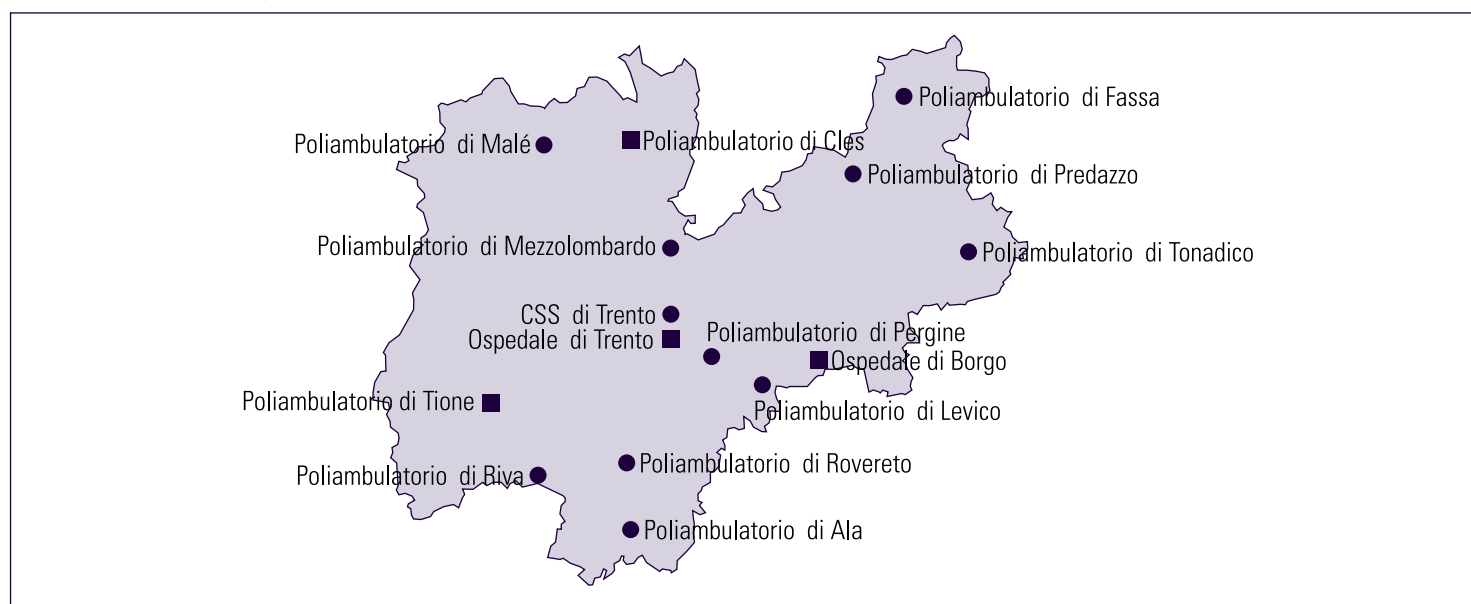 Poliambulatorio di Fassa
Poliambulatorio di Malé
Poliambulatorio di Cles
Poliambulatorio di Predazzo
Poliambulatorio di Mezzolombardo
Poliambulatorio di Tonadico
CSS di Trento
Poliambulatorio di Pergine
Ospedale di Trento
Ospedale di Borgo
Poliambulatorio di Tione
Poliambulatorio di Levico
Poliambulatorio di Rovereto
Poliambulatorio di Riva
Poliambulatorio di Ala